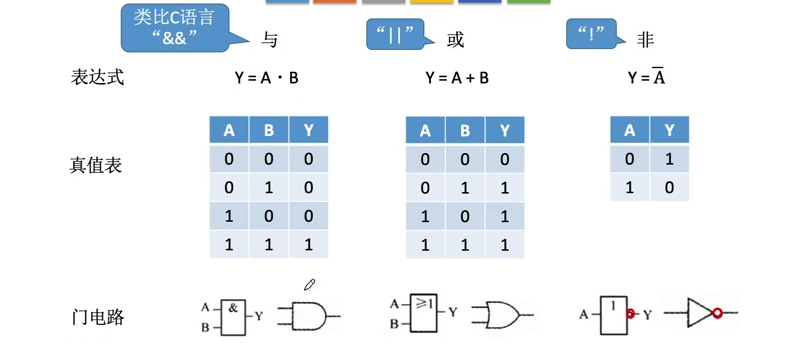 类比C语言
“&&”
与
“||”
或
“!”
非
表达式
Y = A · B
Y = A + B
Y = A̅
真值表
A B Y
0 0 0
0 1 0
1 0 0
1 1 1
A B Y
0 0 0
0 1 1
1 0 1
1 1 1
A Y
0 1
1 0
门电路
A & Y
B
A ≥1 Y
B
A 1 Y